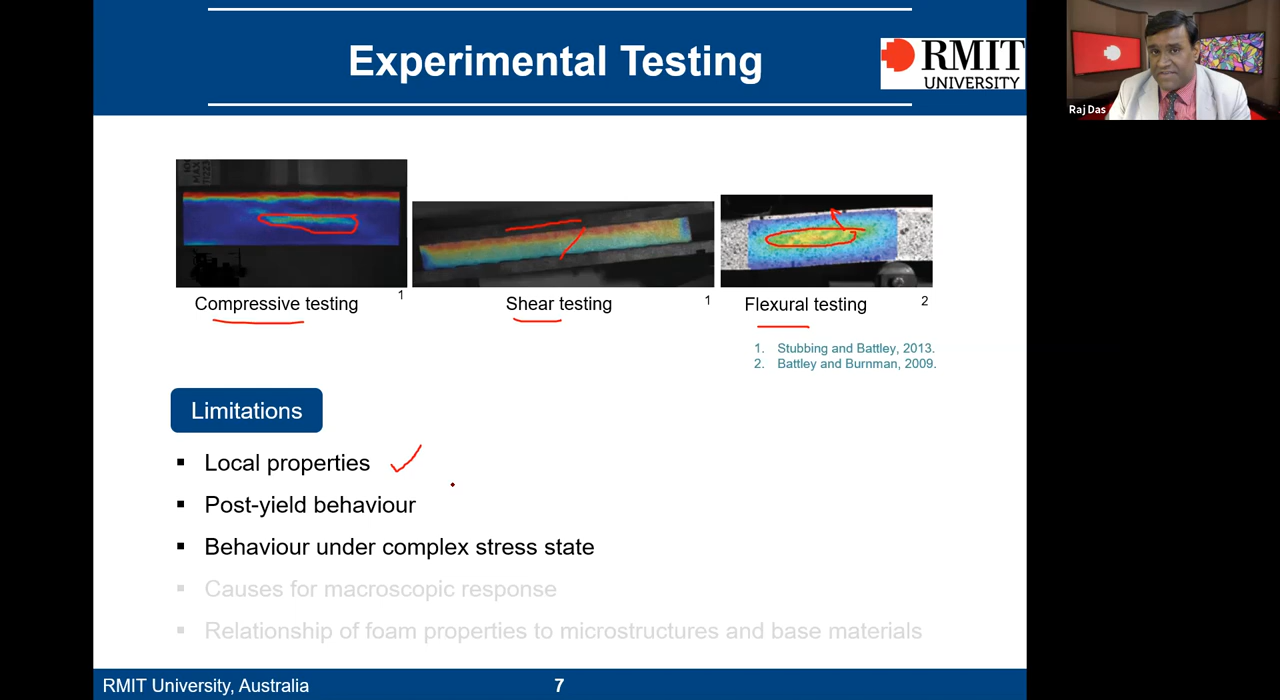 Experimental Testing
RMIT
UNIVERSITY
Raj Das
Compressive testing
1
Shear testing
1
Flexural testing
2
1. Stubbing and Battley, 2013.
2. Battley and Burnman, 2009.
Limitations
▪ Local properties
▪ Post-yield behaviour
▪ Behaviour under complex stress state
▪ Causes for macroscopic response
▪ Relationship of foam properties to microstructures and base materials
RMIT University, Australia
7